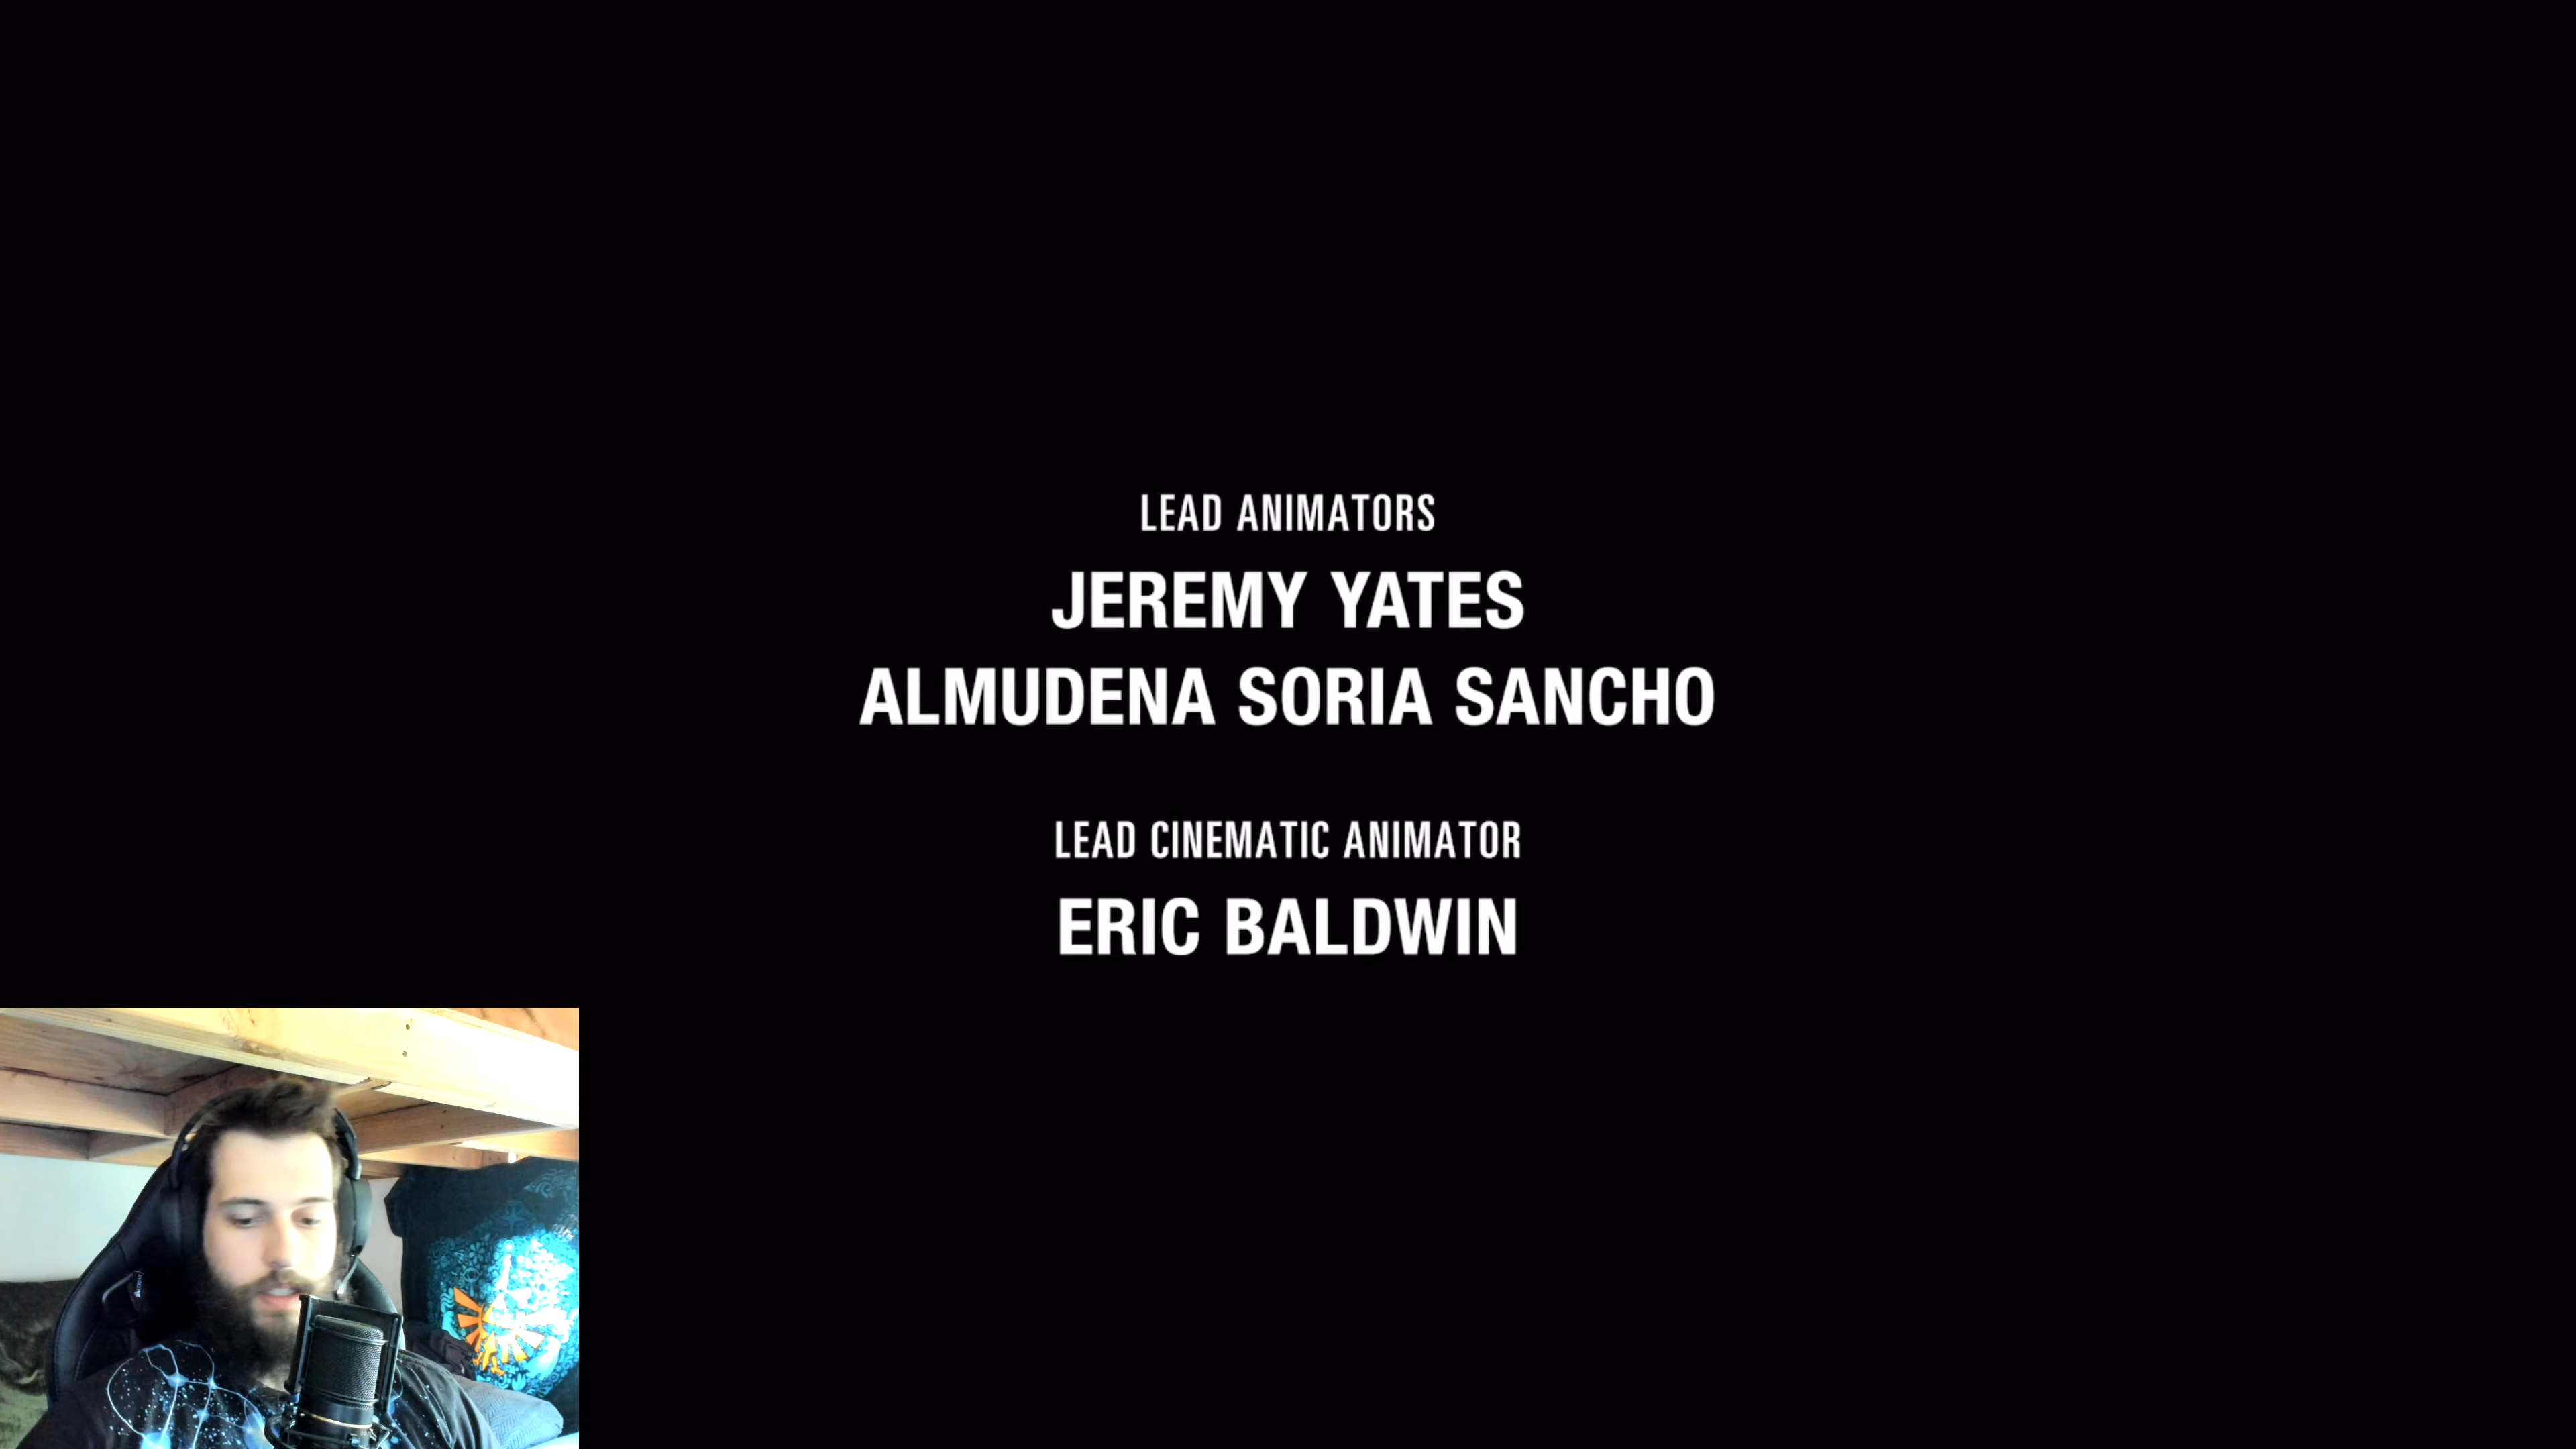 LEAD ANIMATORS
JEREMY YATES
ALMUDENA SORIA SANCHO
LEAD CINEMATIC ANIMATOR
ERIC BALDWIN